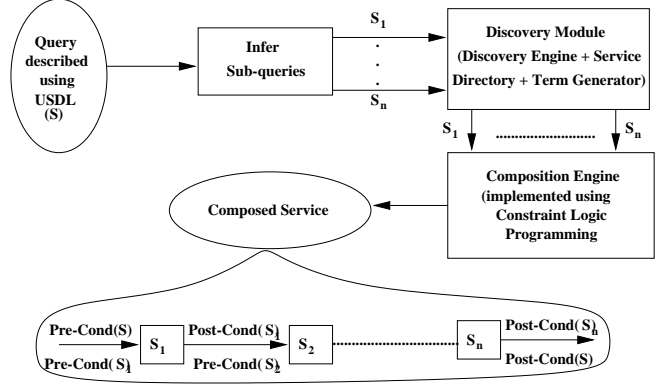 Query
described
using
USDL
(S)
Infer
Sub-queries
S1
.
.
.
.
Sn
Discovery Module
(Discovery Engine + Service
Directory + Term Generator)
S1
Sn
Composition Engine
(implemented using
Constraint Logic
Programming
Composed Service
Pre-Cond(S)
Pre-Cond(S1)
S1
Post-Cond(S1)
Pre-Cond(S2)
S2
Sn
Post-Cond(Sn)
Post-Cond(S)